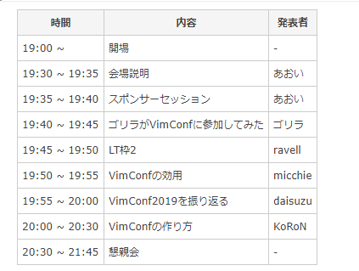 時間 内容 発表者
19:00 ~ 開場 -
19:30 ~ 19:35 会場説明 あおい
19:35 ~ 19:40 スポンサーセッション あおい
19:40 ~ 19:45 ゴリラがVimConfに参加してみた ゴリラ
19:45 ~ 19:50 LT枠2 ravell
19:50 ~ 19:55 VimConfの効用 micchie
19:55 ~ 20:00 VimConf2019を振り返る daisuzu
20:00 ~ 20:30 VimConfの作り方 KoRoN
20:30 ~ 21:45 懇親会 -